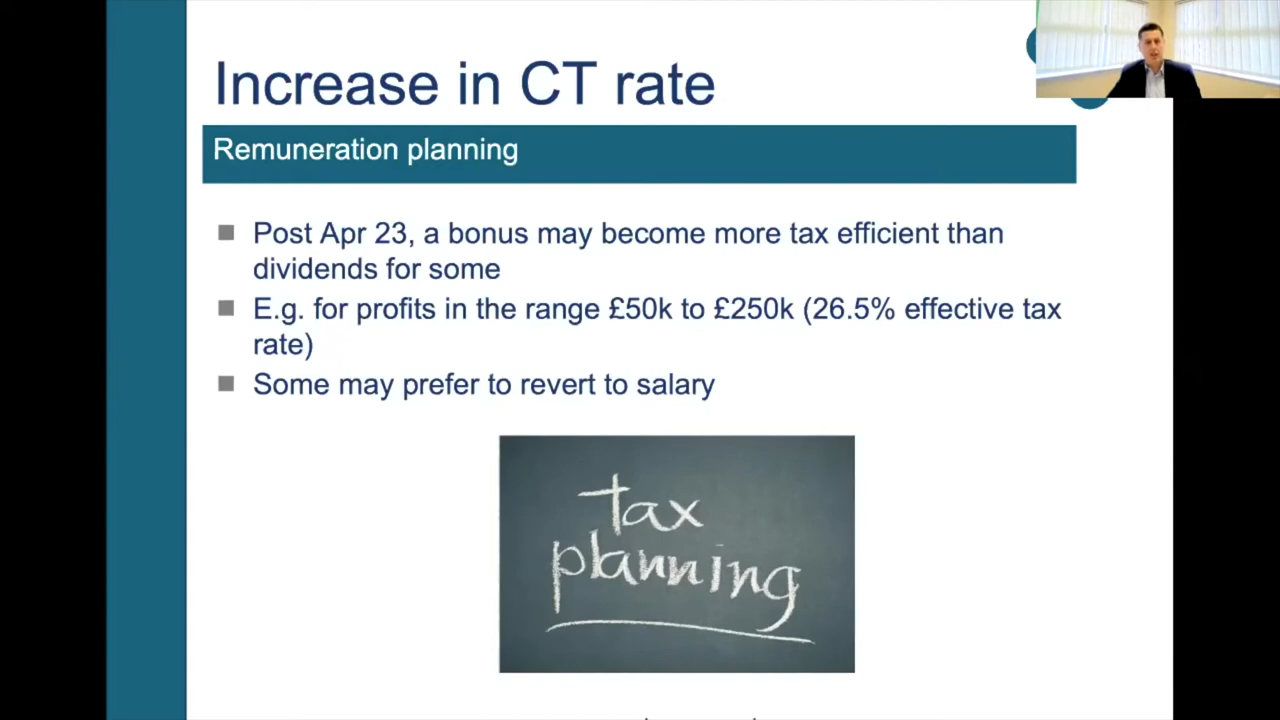 Increase in CT rate
Remuneration planning
Post Apr 23, a bonus may become more tax efficient than
dividends for some
E.g. for profits in the range £50k to £250k (26.5% effective tax
rate)
Some may prefer to revert to salary
tax
planning